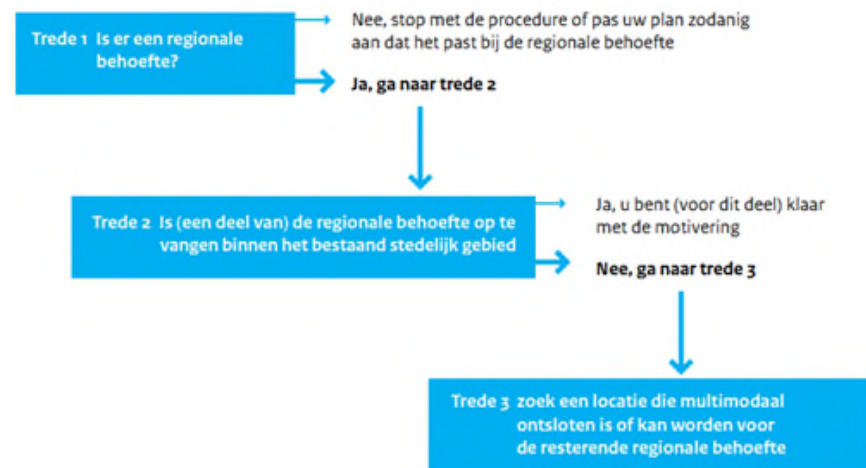 Trede 1 Is er een regionale
behoefte?
Nee, stop met de procedure of pas uw plan zodanig
aan dat het past bij de regionale behoefte
Ja, ga naar trede 2
Trede 2 Is (een deel van) de regionale behoefte op te
vangen binnen het bestaand stedelijk gebied
Ja, u bent (voor dit deel) klaar
met de motivering
Nee, ga naar trede 3
Trede 3 zoek een locatie die multimodaal
ontsloten is of kan worden voor
de resterende regionale behoefte